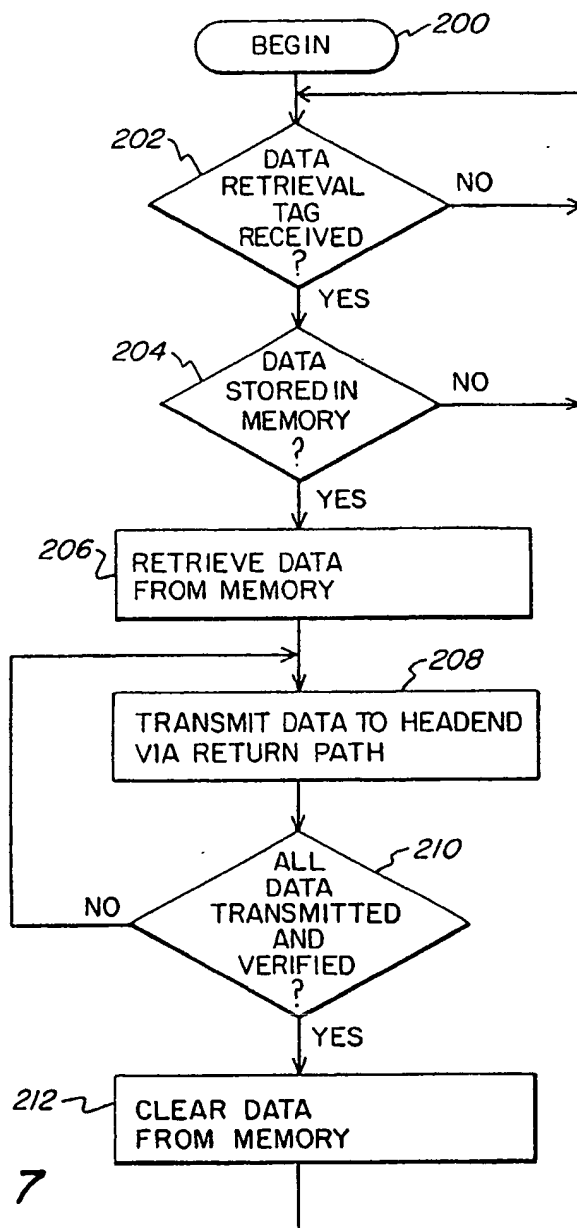 BEGIN
200
202
DATA
RETRIEVAL
TAG
RECEIVED
?
NO
YES
204
DATA
STORED IN
MEMORY
?
NO
YES
206
RETRIEVE DATA
FROM MEMORY
208
TRANSMIT DATA TO HEADEND
VIA RETURN PATH
210
ALL
DATA
TRANSMITTED
AND
VERIFIED
?
NO
YES
212
CLEAR DATA
FROM MEMORY
7